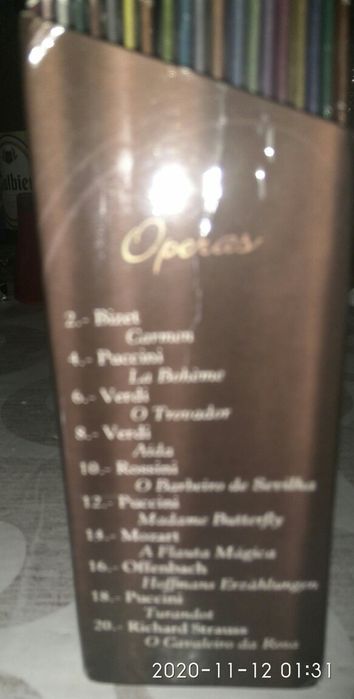 Operas
2.- Bizet
Carmen
4.- Puccini
La Bohème
6.- Verdi
O Trovador
8.- Verdi
Aida
10.- Rossini
O Barbeiro de Sevilha
12.- Puccini
Madame Butterfly
14.- Mozart
A Flauta Mágica
16.- Offenbach
Hoffmans Erzählungen
18.- Puccini
Turandot
20.- Richard Strauss
O Cavaleiro da Rosa
2020-11-12 01:31